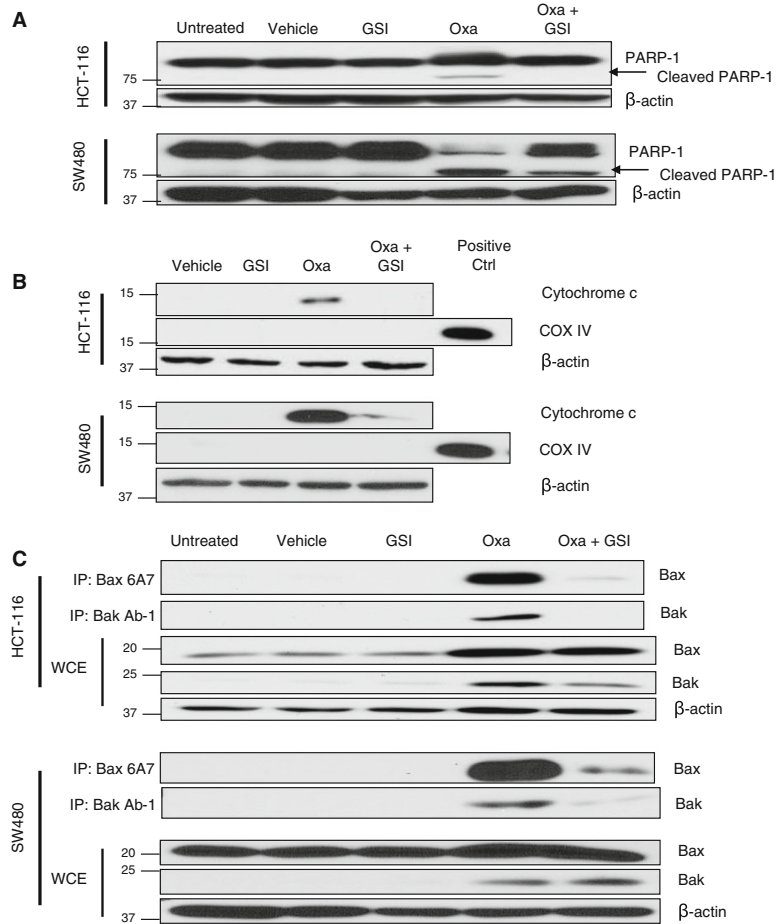 A
Untreated Vehicle GSI Oxa Oxa + GSI
HCT-116
PARP-1
75
Cleaved PARP-1
37
β-actin
SW480
PARP-1
75
Cleaved PARP-1
37
β-actin
B
Vehicle GSI Oxa Oxa + GSI Positive Ctrl
HCT-116
15
Cytochrome c
COX IV
15
37
β-actin
SW480
15
Cytochrome c
15
COX IV
β-actin
37
C
Untreated Vehicle GSI Oxa Oxa + GSI
HCT-116
IP: Bax 6A7
Bax
IP: Bak Ab-1
Bak
WCE
20
Bax
25
Bak
37
β-actin
SW480
IP: Bax 6A7
Bax
IP: Bak Ab-1
Bak
WCE
20
Bax
25
Bak
37
β-actin